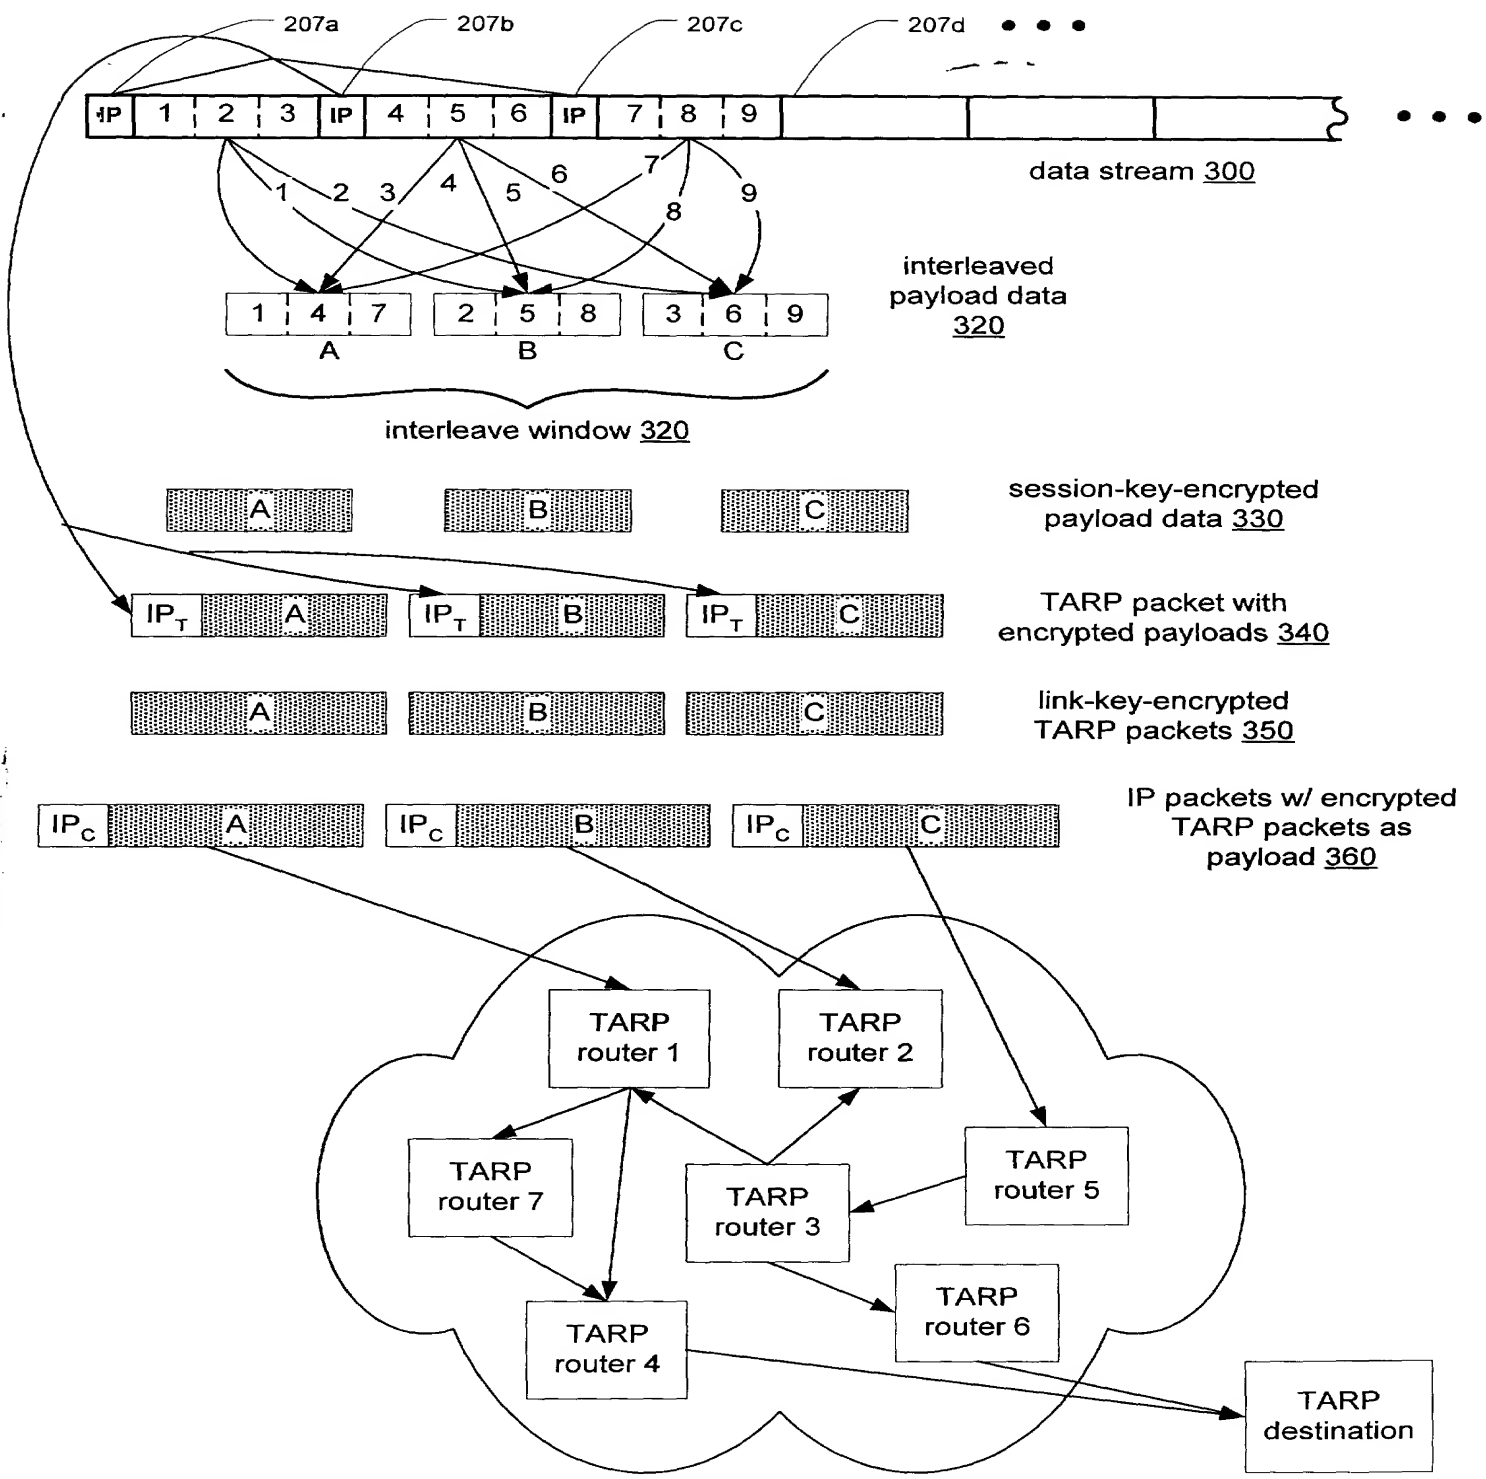 207a 207b 207c 207d
IP 1 2 3 IP 4 5 6 IP 7 8 9
data stream 300
1 2 3 4 5 6 7 8 9
interleaved
payload data
320
1 4 7 2 5 8 3 6 9
A B C
interleave window 320
A B C
session-key-encrypted
payload data 330
IPT A IPT B IPT C
TARP packet with
encrypted payloads 340
A B C
link-key-encrypted
TARP packets 350
IPC A IPC B IPC C
IP packets w/ encrypted
TARP packets as
payload 360
TARP
router 1
TARP
router 2
TARP
router 7
TARP
router 3
TARP
router 5
TARP
router 4
TARP
router 6
TARP
destination